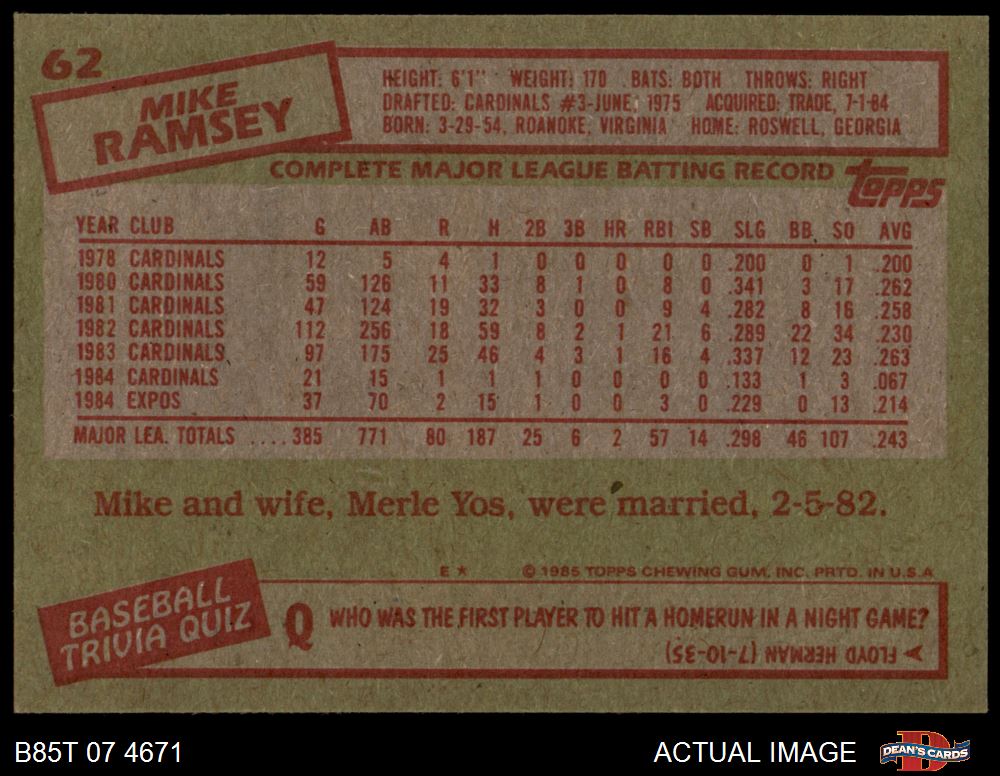 62
MIKE
RAMSEY
HEIGHT: 6'1" WEIGHT: 170 BATS: BOTH THROWS: RIGHT
DRAFTED: CARDINALS #3-JUNE, 1975 ACQUIRED: TRADE, 7-1-84
BORN: 3-29-54, ROANOKE, VIRGINIA HOME: ROSWELL, GEORGIA
COMPLETE MAJOR LEAGUE BATTING RECORD
TOPPS
YEAR CLUB G AB R H 2B 3B HR RBI SB SLG BB SO AVG
1978 CARDINALS 12 5 4 1 0 0 0 0 0 .200 0 1 .200
1980 CARDINALS 59 126 11 33 8 1 0 8 0 .341 3 17 .262
1981 CARDINALS 47 124 19 32 3 0 0 9 4 .282 8 16 .258
1982 CARDINALS 112 256 18 59 8 2 1 21 6 .289 22 34 .230
1983 CARDINALS 97 175 25 46 4 3 1 16 4 .337 12 23 .263
1984 CARDINALS 21 15 1 1 1 0 0 0 0 .133 1 3 .067
1984 EXPOS 37 70 2 15 1 0 0 3 0 .229 0 13 .214
MAJOR LEA. TOTALS ....385 771 80 187 25 6 2 57 14 .298 46 107 .243
Mike and wife, Merle Yos, were married, 2-5-82.
E * © 1985 TOPPS CHEWING GUM, INC. PRTD. IN U.S.A.
BASEBALL
TRIVIA QUIZ
Q WHO WAS THE FIRST PLAYER TO HIT A HOMERUN IN A NIGHT GAME?
A FLOYD HERMAN (7-10-35)
B85T 07 4671
ACTUAL IMAGE
D
DEAN'S CARDS